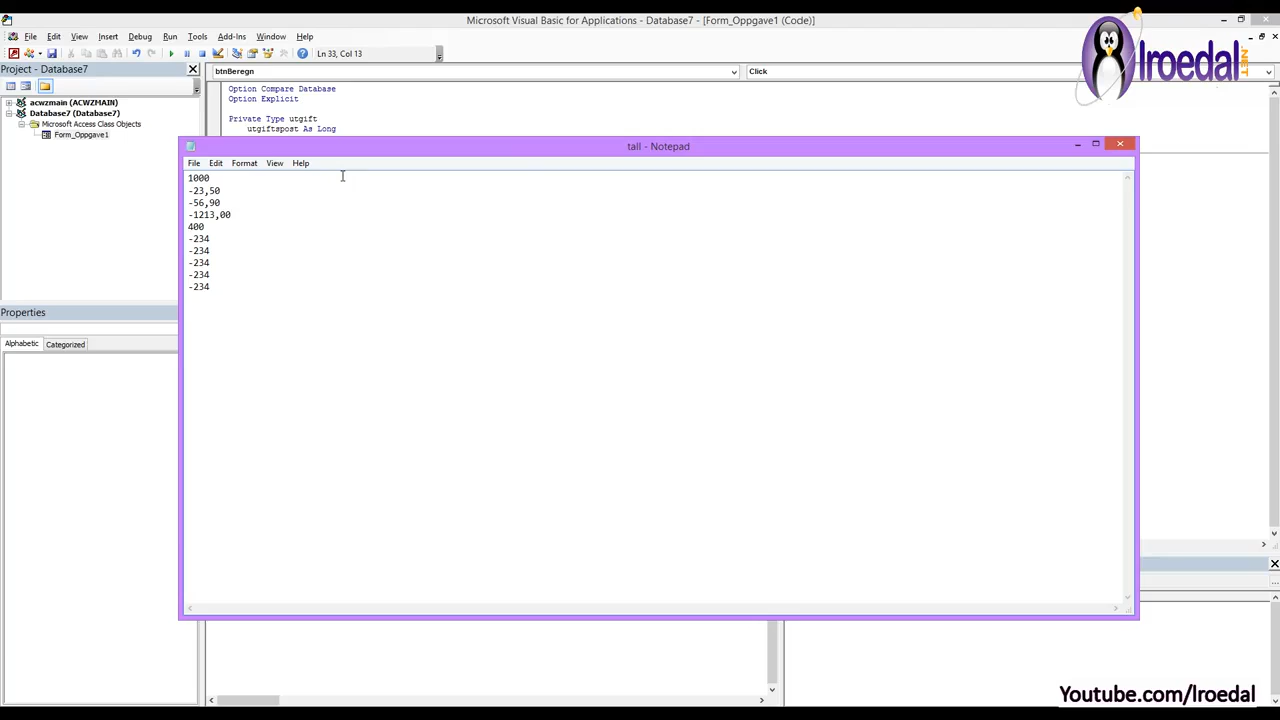 Microsoft Visual Basic for Applications - Database7 - [Form_Oppgave1 (Code)]
File Edit View Insert Debug Run Tools Add-Ins Window Help
Ln 33, Col 13
lroedal.NET
Project - Database7
btnBeregn
Click
acwzmain (ACWZMAIN)
Database7 (Database7)
Microsoft Access Class Objects
Form_Oppgave1
Option Compare Database
Option Explicit
Private Type utgift
utgiftspost As Long
tall - Notepad
File Edit Format View Help
1000
-23,50
-56,90
-1213,00
400
-234
-234
-234
-234
-234
Properties
Alphabetic Categorized
Youtube.com/lroedal